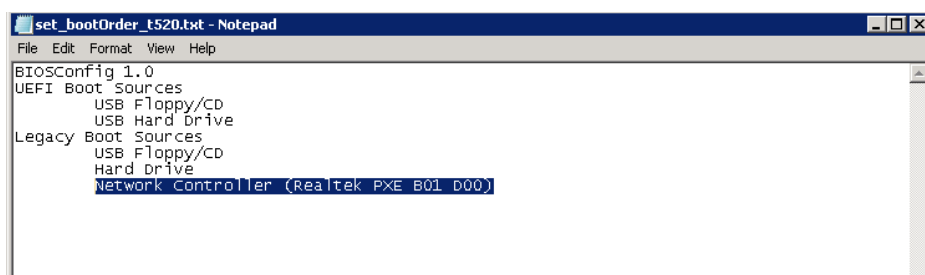 set_bootOrder_t520.txt - Notepad
File Edit Format View Help
BIOSConfig 1.0
UEFI Boot Sources
USB Floppy/CD
USB Hard Drive
Legacy Boot Sources
USB Floppy/CD
Hard Drive
Network Controller (Realtek PXE B01 D00)